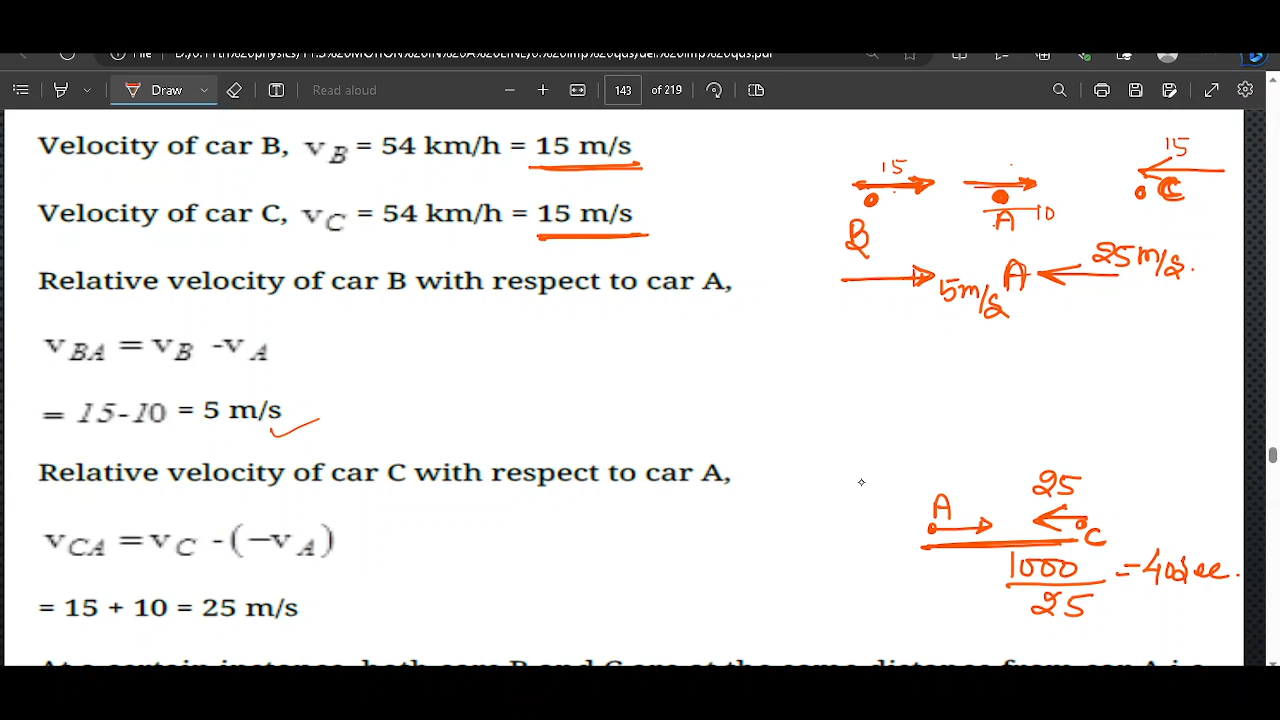 File
Draw
Read aloud
143 of 219
Velocity of car B, v_B = 54 km/h = 15 m/s
Velocity of car C, v_C = 54 km/h = 15 m/s
Relative velocity of car B with respect to car A,
v_BA = v_B -v_A
= 15-10 = 5 m/s
Relative velocity of car C with respect to car A,
v_CA = v_C -(−v_A)
= 15 + 10 = 25 m/s
15
B
A
10
15
C
5m/s
A
25m/s.
A
25
C
1000
25